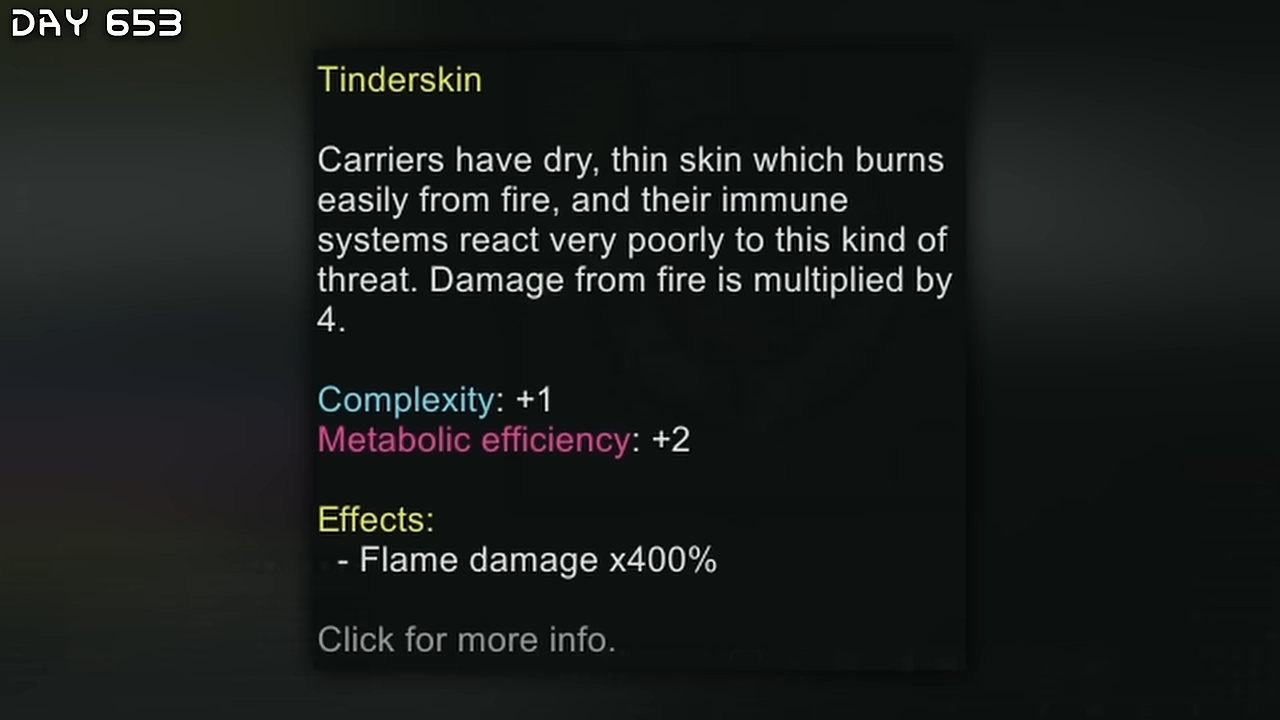 DAY 653
Tinderskin
Carriers have dry, thin skin which burns
easily from fire, and their immune
systems react very poorly to this kind of
threat. Damage from fire is multiplied by
4.
Complexity: +1
Metabolic efficiency: +2
Effects:
- Flame damage x400%
Click for more info.